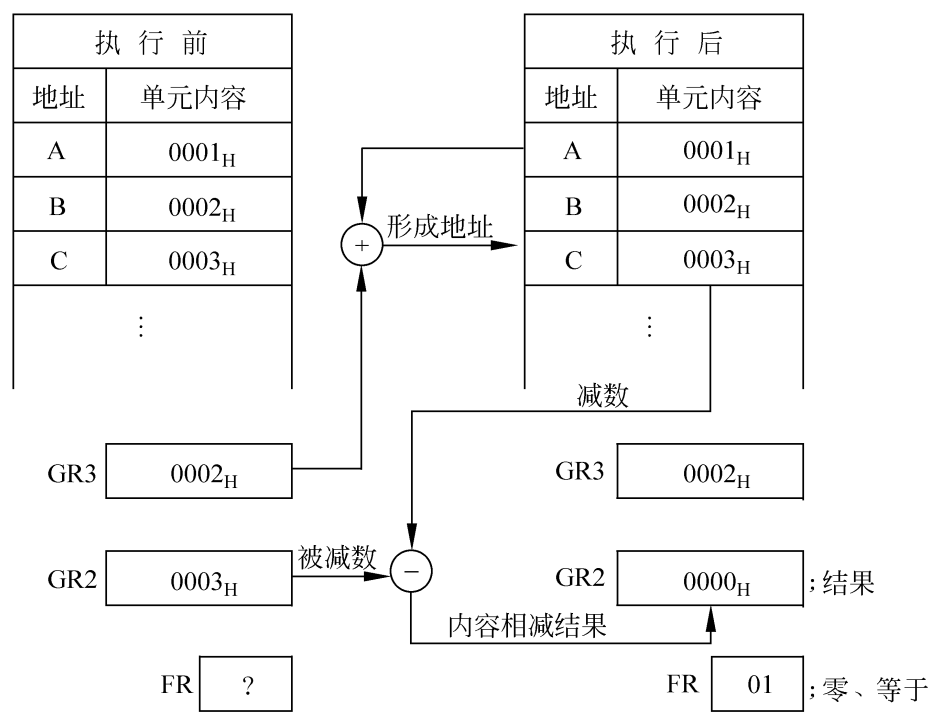 执行前 执行后
地址 单元内容 地址 单元内容
A 0001H A 0001H
B 0002H B 0002H
+ 形成地址
C 0003H C 0003H
⋮ ⋮
减数
GR3 0002H GR3 0002H
被减数
GR2 0003H − GR2 0000H ;结果
内容相减结果
FR ? FR 01 ;零、等于